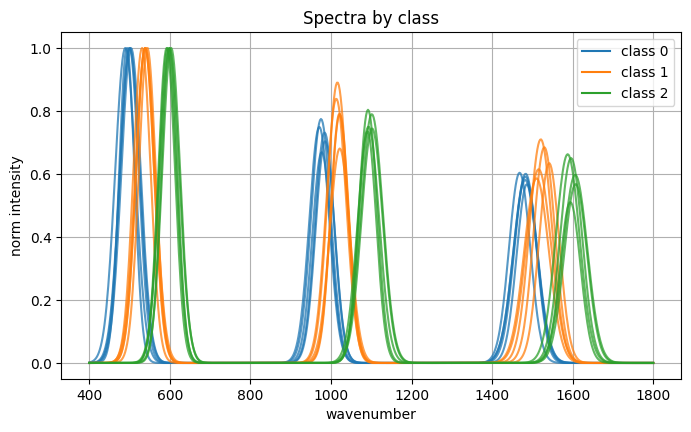 Spectra by class
1.0
0.8
0.6
0.4
0.2
0.0
norm intensity
class 0
class 1
class 2
400 600 800 1000 1200 1400 1600 1800
wavenumber